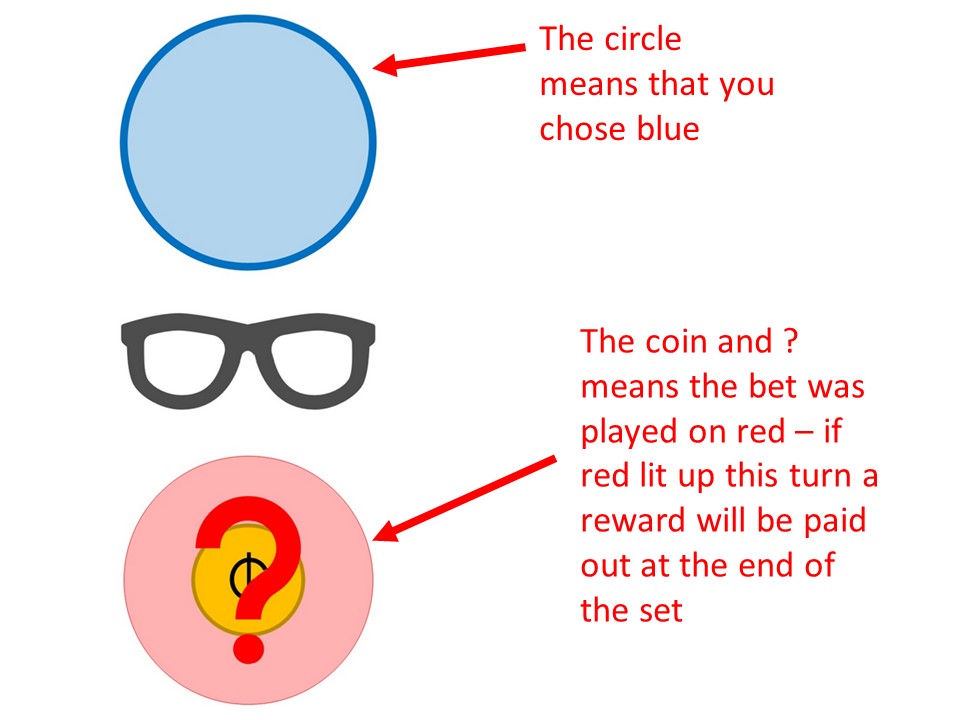 The circle
means that you
chose blue
The coin and ?
means the bet was
played on red – if
red lit up this turn a
reward will be paid
out at the end of
the set
?